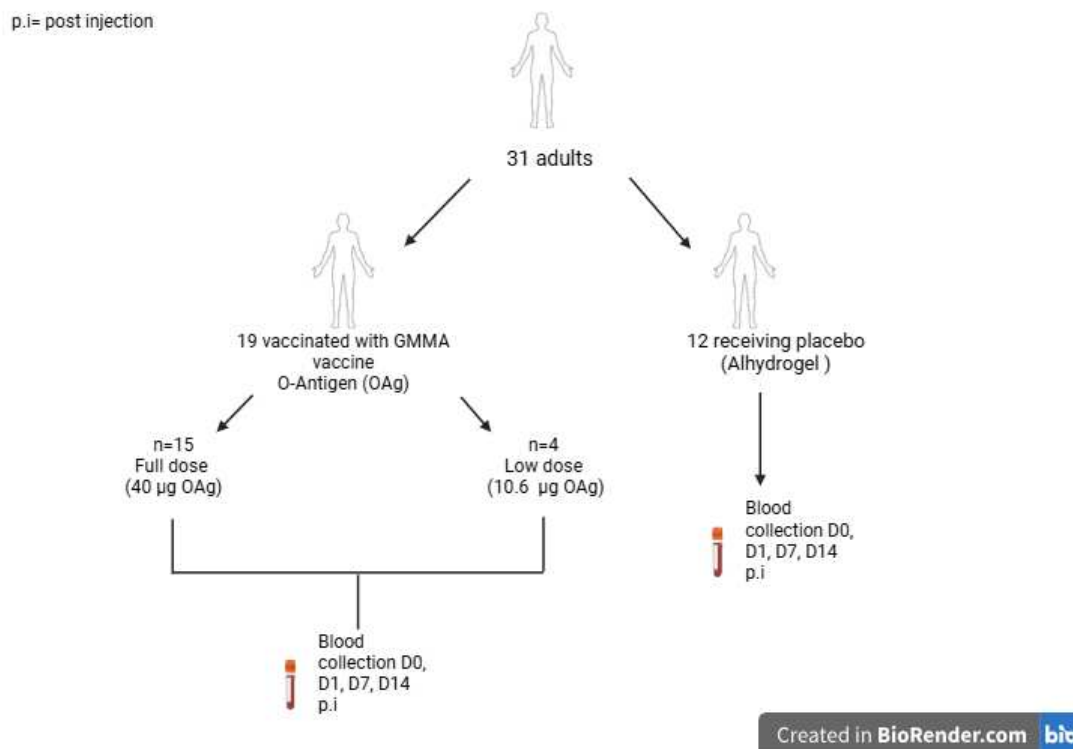 p.i= post injection
31 adults
19 vaccinated with GMMA
vaccine
O-Antigen (OAg)
12 receiving placebo
(Alhydrogel )
n=15
Full dose
(40 µg OAg)
n=4
Low dose
(10.6 µg OAg)
Blood
collection D0,
D1, D7, D14
p.i
Blood
collection D0,
D1, D7, D14
p.i
Created in BioRender.com